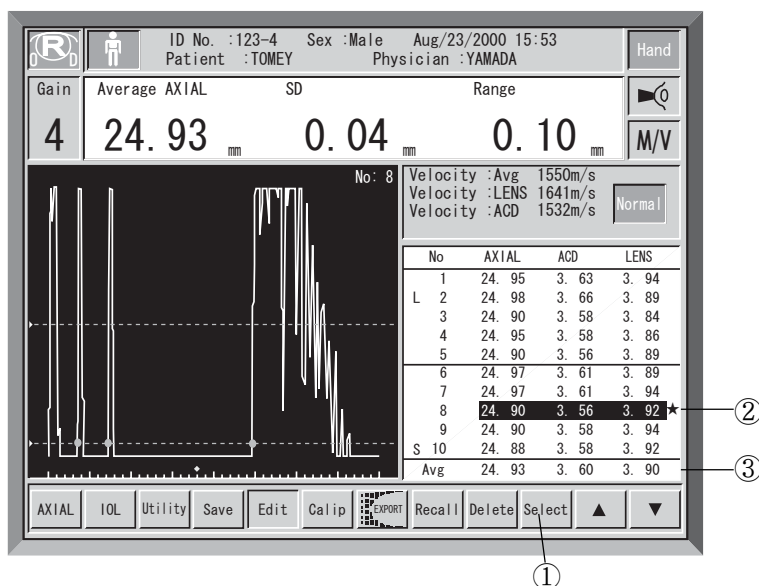 R
O D
ID No. :123-4 Sex :Male Aug/23/2000 15:53
Patient :TOMEY Physician :YAMADA
Hand
Gain
4
Average AXIAL SD Range
24. 93 mm 0. 04 mm 0. 10 mm
M/V
No: 8
Velocity :Avg 1550m/s
Velocity :LENS 1641m/s
Velocity :ACD 1532m/s
Normal
No AXIAL ACD LENS
1 24. 95 3. 63 3. 94
L 2 24. 98 3. 66 3. 89
3 24. 90 3. 58 3. 84
4 24. 95 3. 58 3. 86
5 24. 90 3. 56 3. 89
6 24. 97 3. 61 3. 89
7 24. 97 3. 61 3. 94
8 24. 90 3. 56 3. 92 ★ ②
9 24. 90 3. 58 3. 94
S 10 24. 88 3. 58 3. 92
Avg 24. 93 3. 60 3. 90 ③
AXIAL IOL Utility Save Edit Calip EXPORT Recall Delete Select ▲ ▼
①